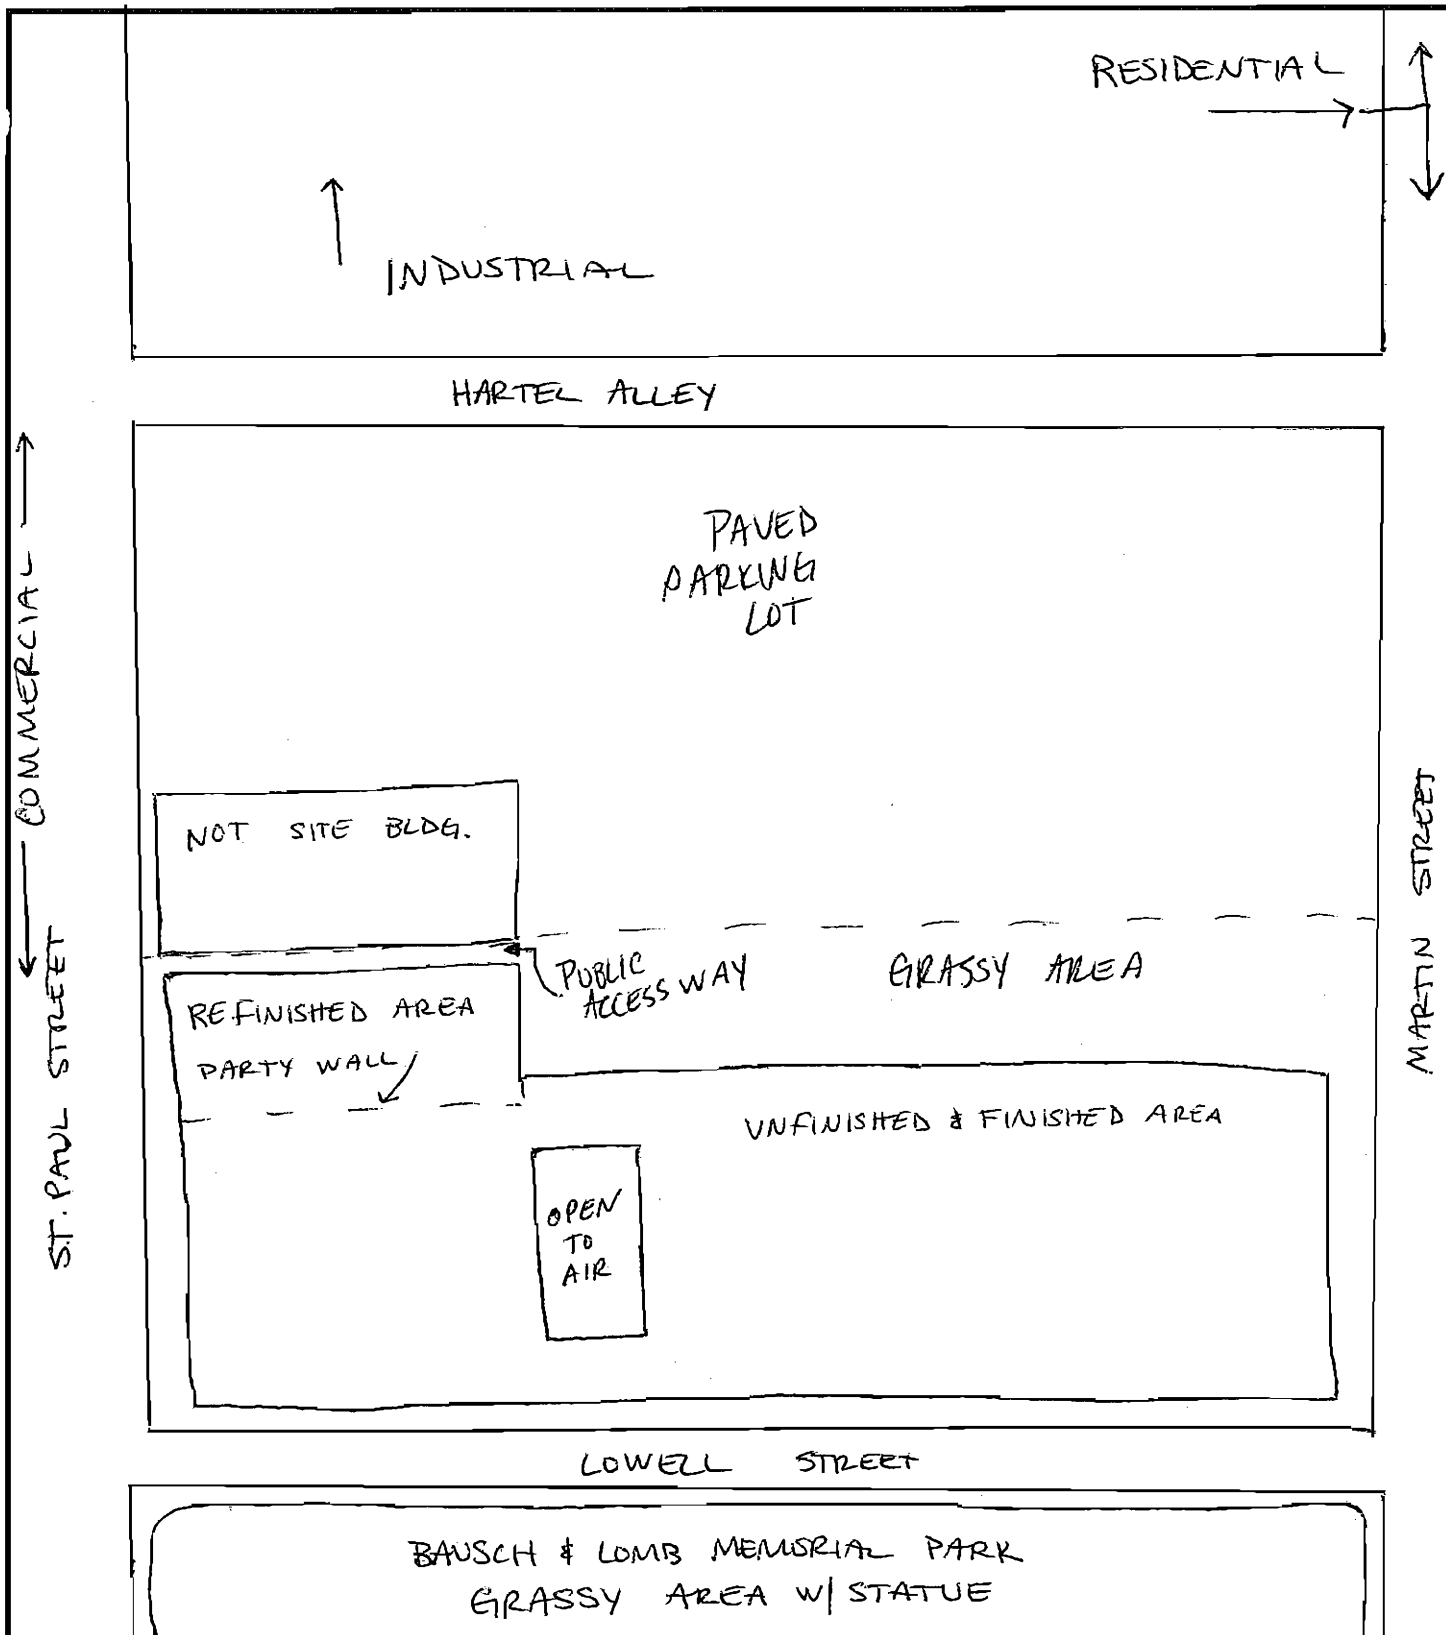 RESIDENTIAL
INDUSTRIAL
HARTEL ALLEY
COMMERCIAL
PAVED
PARKING
LOT
NOT SITE BLDG.
ST. PAUL STREET
MARTIN STREET
PUBLIC
ACCESS WAY
GRASSY AREA
REFINISHED AREA
PARTY WALL
UNFINISHED & FINISHED AREA
OPEN
TO
AIR
LOWELL STREET
BAUSCH & LOMB MEMORIAL PARK
GRASSY AREA W/ STATUE